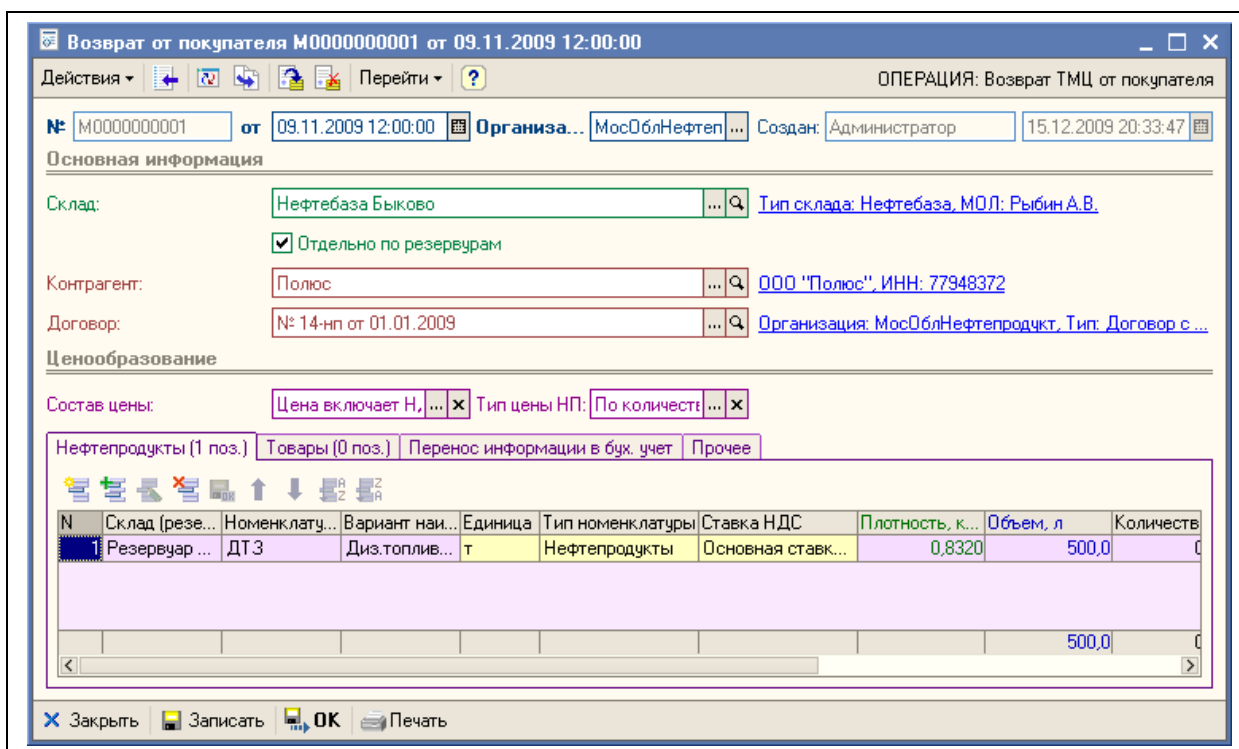 Возврат от покупателя М0000000001 от 09.11.2009 12:00:00
Действия Перейти ? ОПЕРАЦИЯ: Возврат ТМЦ от покупателя
№ М0000000001 от 09.11.2009 12:00:00 Организа... МосОблНефтеп ... Создан: Администратор 15.12.2009 20:33:47
Основная информация
Склад: Нефтебаза Быково ... Тип склада: Нефтебаза, МОЛ: Рыбин А.В.
Отдельно по резервурам
Контрагент: Полюс ... ООО "Полюс", ИНН: 77948372
Договор: № 14-нп от 01.01.2009 ... Организация: МосОблНефтепродукт, Тип: Договор с ...
Ценообразование
Состав цены: Цена включает Н, ... x Тип цены НП: По количеств ... x
Нефтепродукты (1 поз.) Товары (0 поз.) Перенос информации в бух. учет Прочее
N Склад (резе... Номенклату... Вариант наи... Единица Тип номенклатуры Ставка НДС Плотность, к... Объем, л Количеств
1 Резервуар ... ДТЗ Диз.топлив... т Нефтепродукты Основная ставк... 0,8320 500,0 0
500,0 0
Закрыть Записать OK Печать